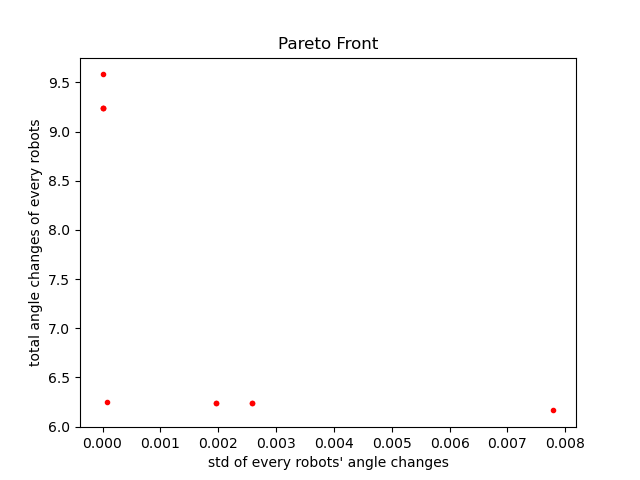 Pareto Front
total angle changes of every robots
9.5
9.0
8.5
8.0
7.5
7.0
6.5
6.0
0.000 0.001 0.002 0.003 0.004 0.005 0.006 0.007 0.008
std of every robots' angle changes